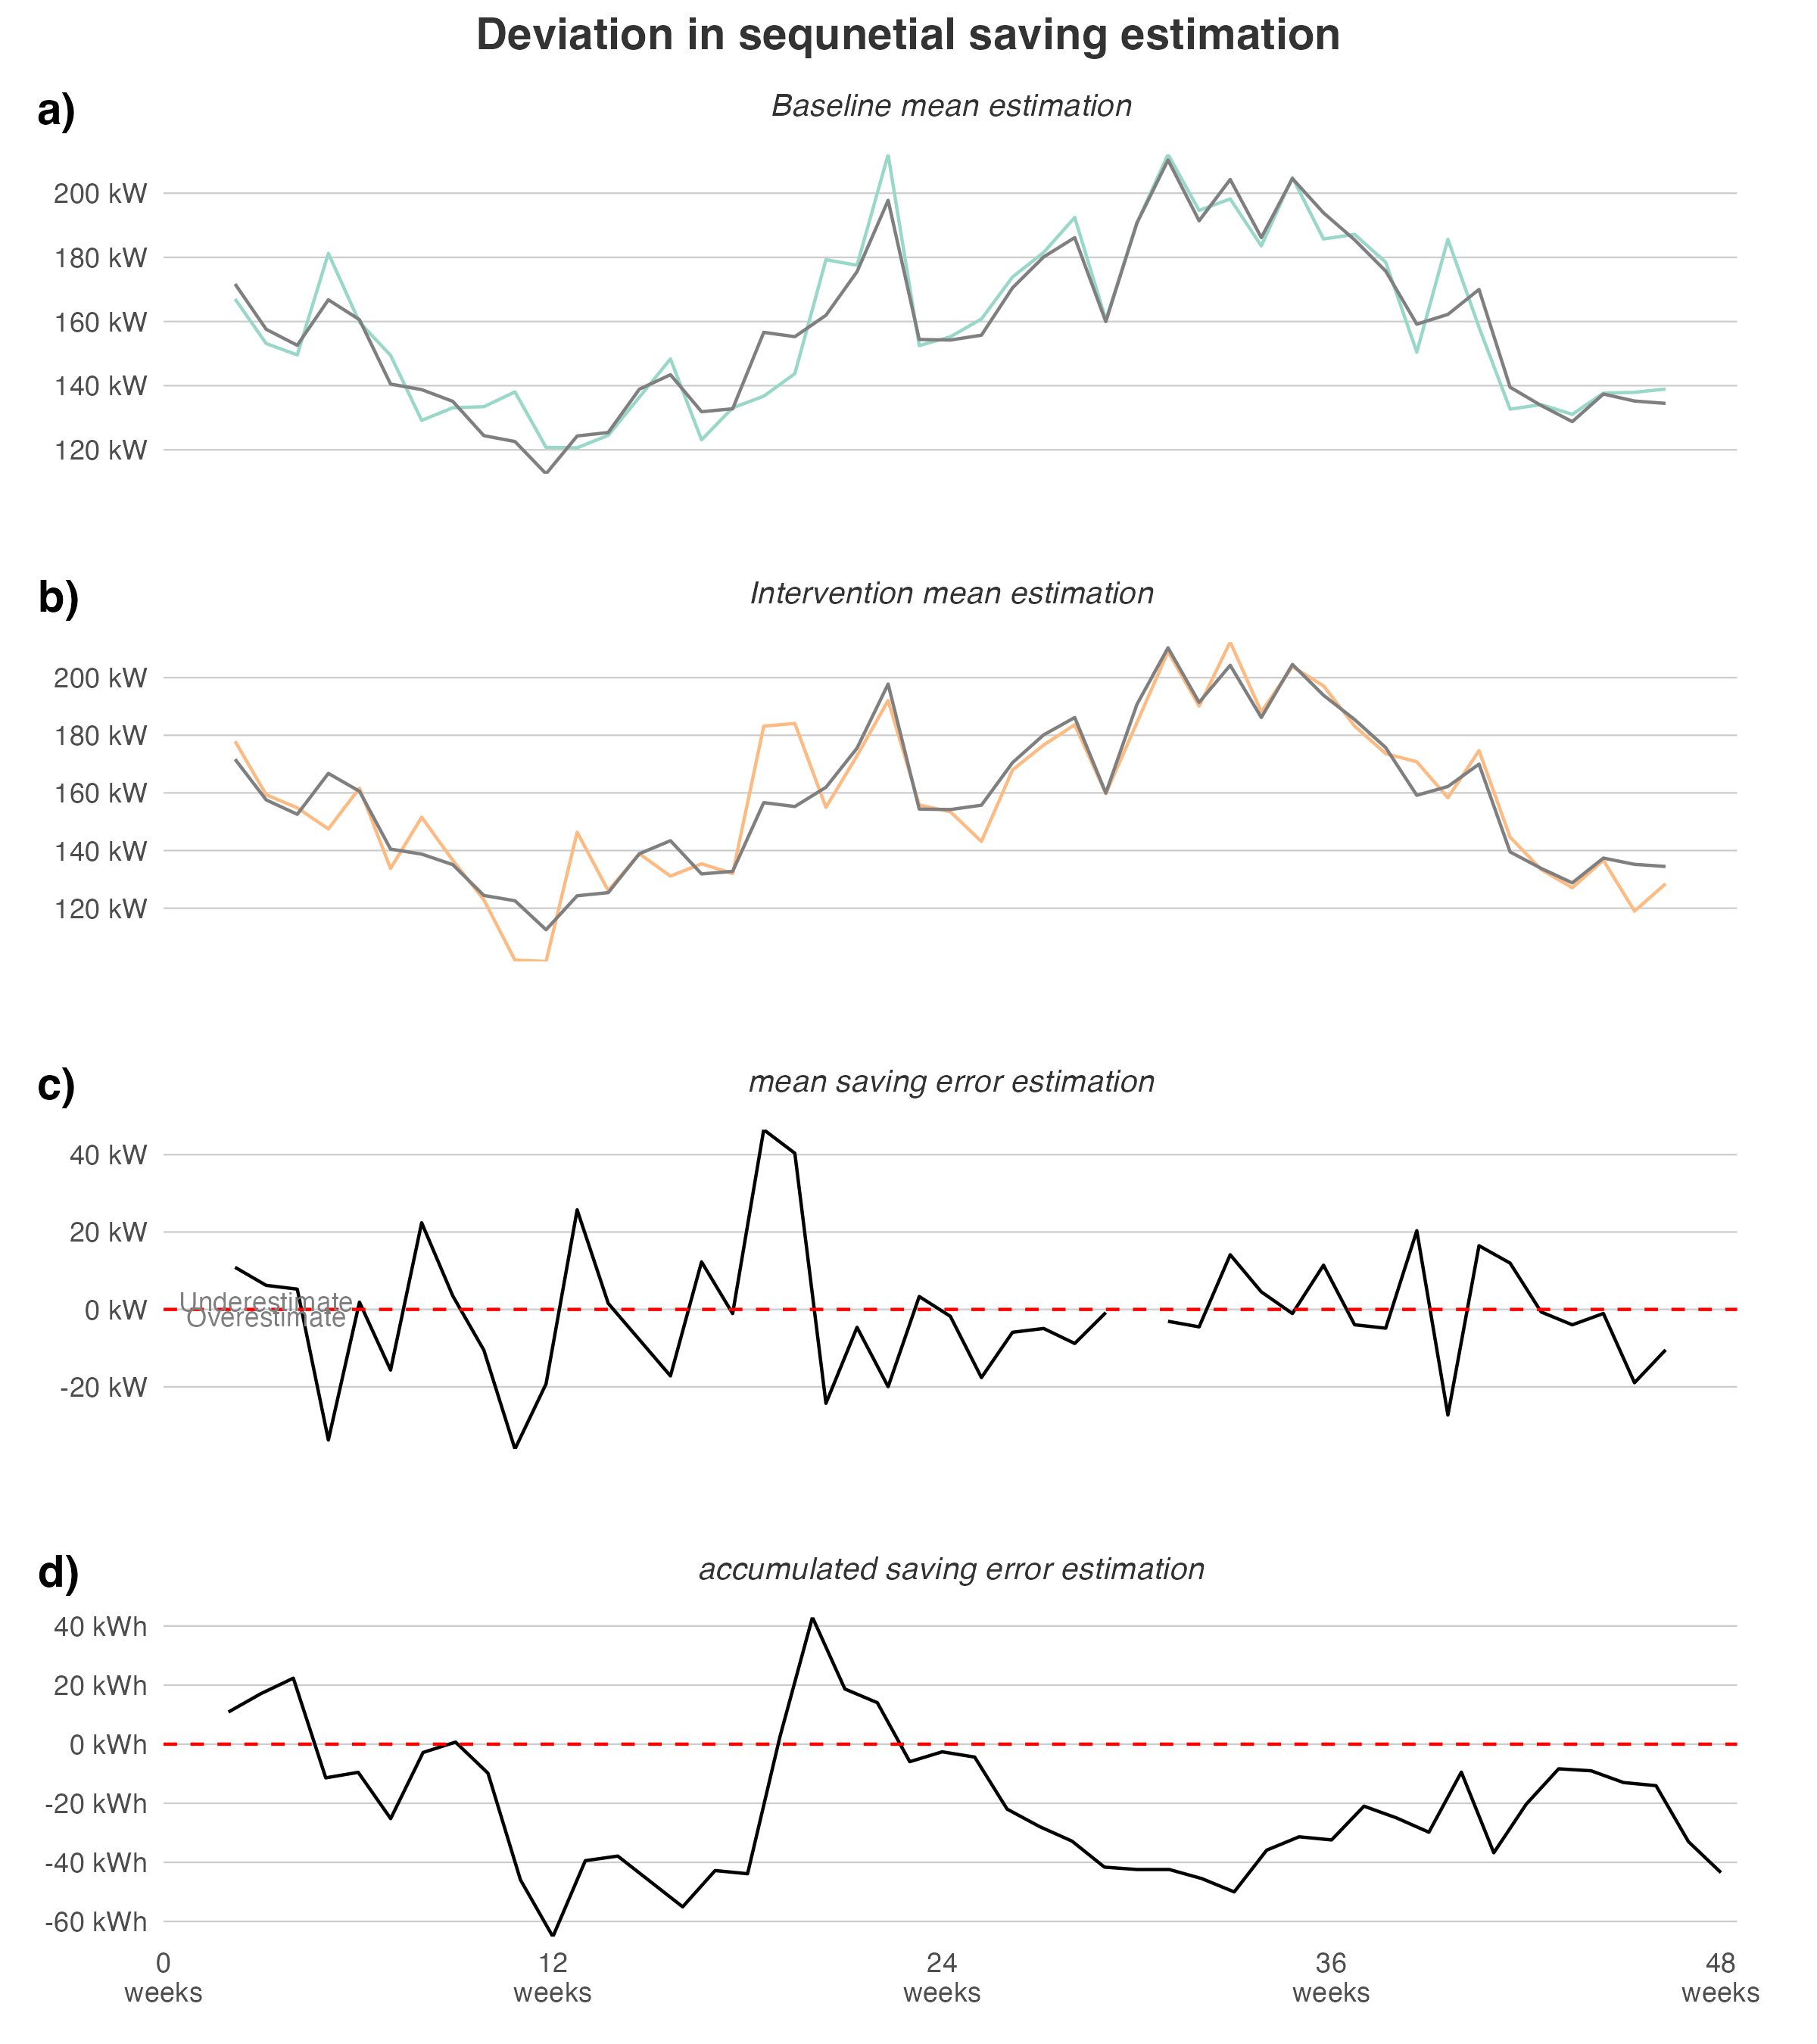 Deviation in sequnetial saving estimation
a)
Baseline mean estimation
200 kW
180 kW
160 kW
140 kW
120 kW
b)
Intervention mean estimation
200 kW
180 kW
160 kW
140 kW
120 kW
c)
mean saving error estimation
40 kW
20 kW
0 kW
-20 kW
Underestimate
Overestimate
d)
accumulated saving error estimation
40 kWh
20 kWh
0 kWh
-20 kWh
-40 kWh
-60 kWh
0 12 24 36 48
weeks weeks weeks weeks weeks